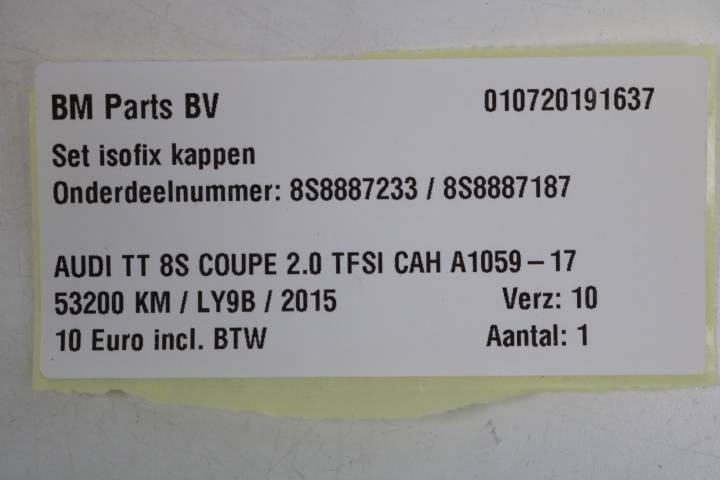 BM Parts BV 010720191637
Set isofix kappen
Onderdeelnummer: 8S8887233 / 8S8887187
AUDI TT 8S COUPE 2.0 TFSI CAH A1059 – 17
53200 KM / LY9B / 2015 Verz: 10
10 Euro incl. BTW Aantal: 1